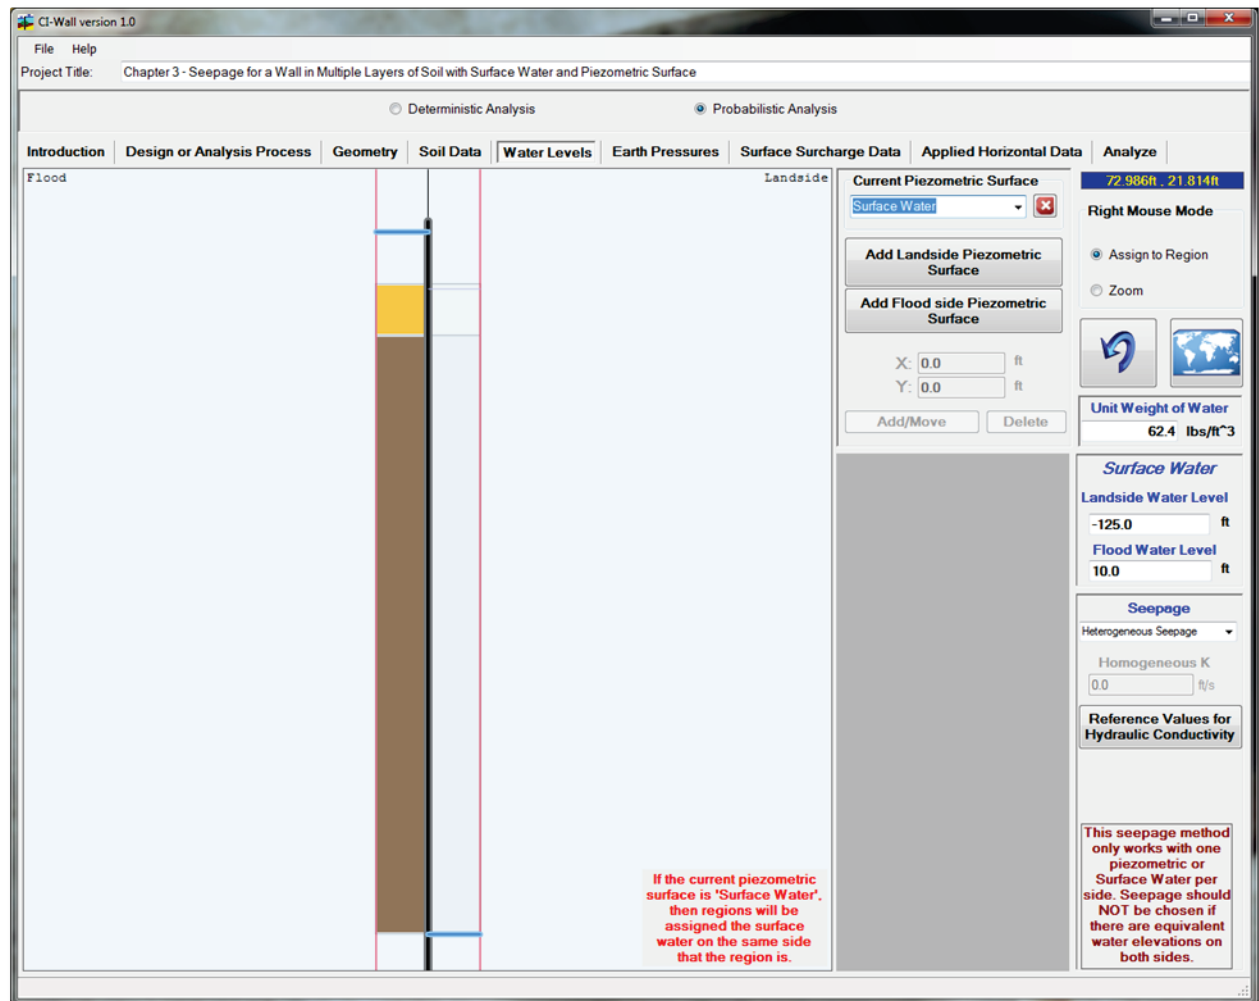 CI-Wall version 1.0
File Help
Project Title: Chapter 3 - Seepage for a Wall in Multiple Layers of Soil with Surface Water and Piezometric Surface
Deterministic Analysis Probabilistic Analysis
Introduction Design or Analysis Process Geometry Soil Data Water Levels Earth Pressures Surface Surcharge Data Applied Horizontal Data Analyze
Flood Landside
Current Piezometric Surface
Surface Water
Add Landside Piezometric
Surface
Add Flood side Piezometric
Surface
X: 0.0 ft
Y: 0.0 ft
Add/Move Delete
72.986ft , 21.814ft
Right Mouse Mode
Assign to Region
Zoom
Unit Weight of Water
62.4 lbs/ft^3
Surface Water
Landside Water Level
-125.0 ft
Flood Water Level
10.0 ft
Seepage
Heterogeneous Seepage
Homogeneous K
0.0 ft/s
Reference Values for
Hydraulic Conductivity
If the current piezometric
surface is 'Surface Water',
then regions will be
assigned the surface
water on the same side
that the region is.
This seepage method
only works with one
piezometric or
Surface Water per
side. Seepage should
NOT be chosen if
there are equivalent
water elevations on
both sides.